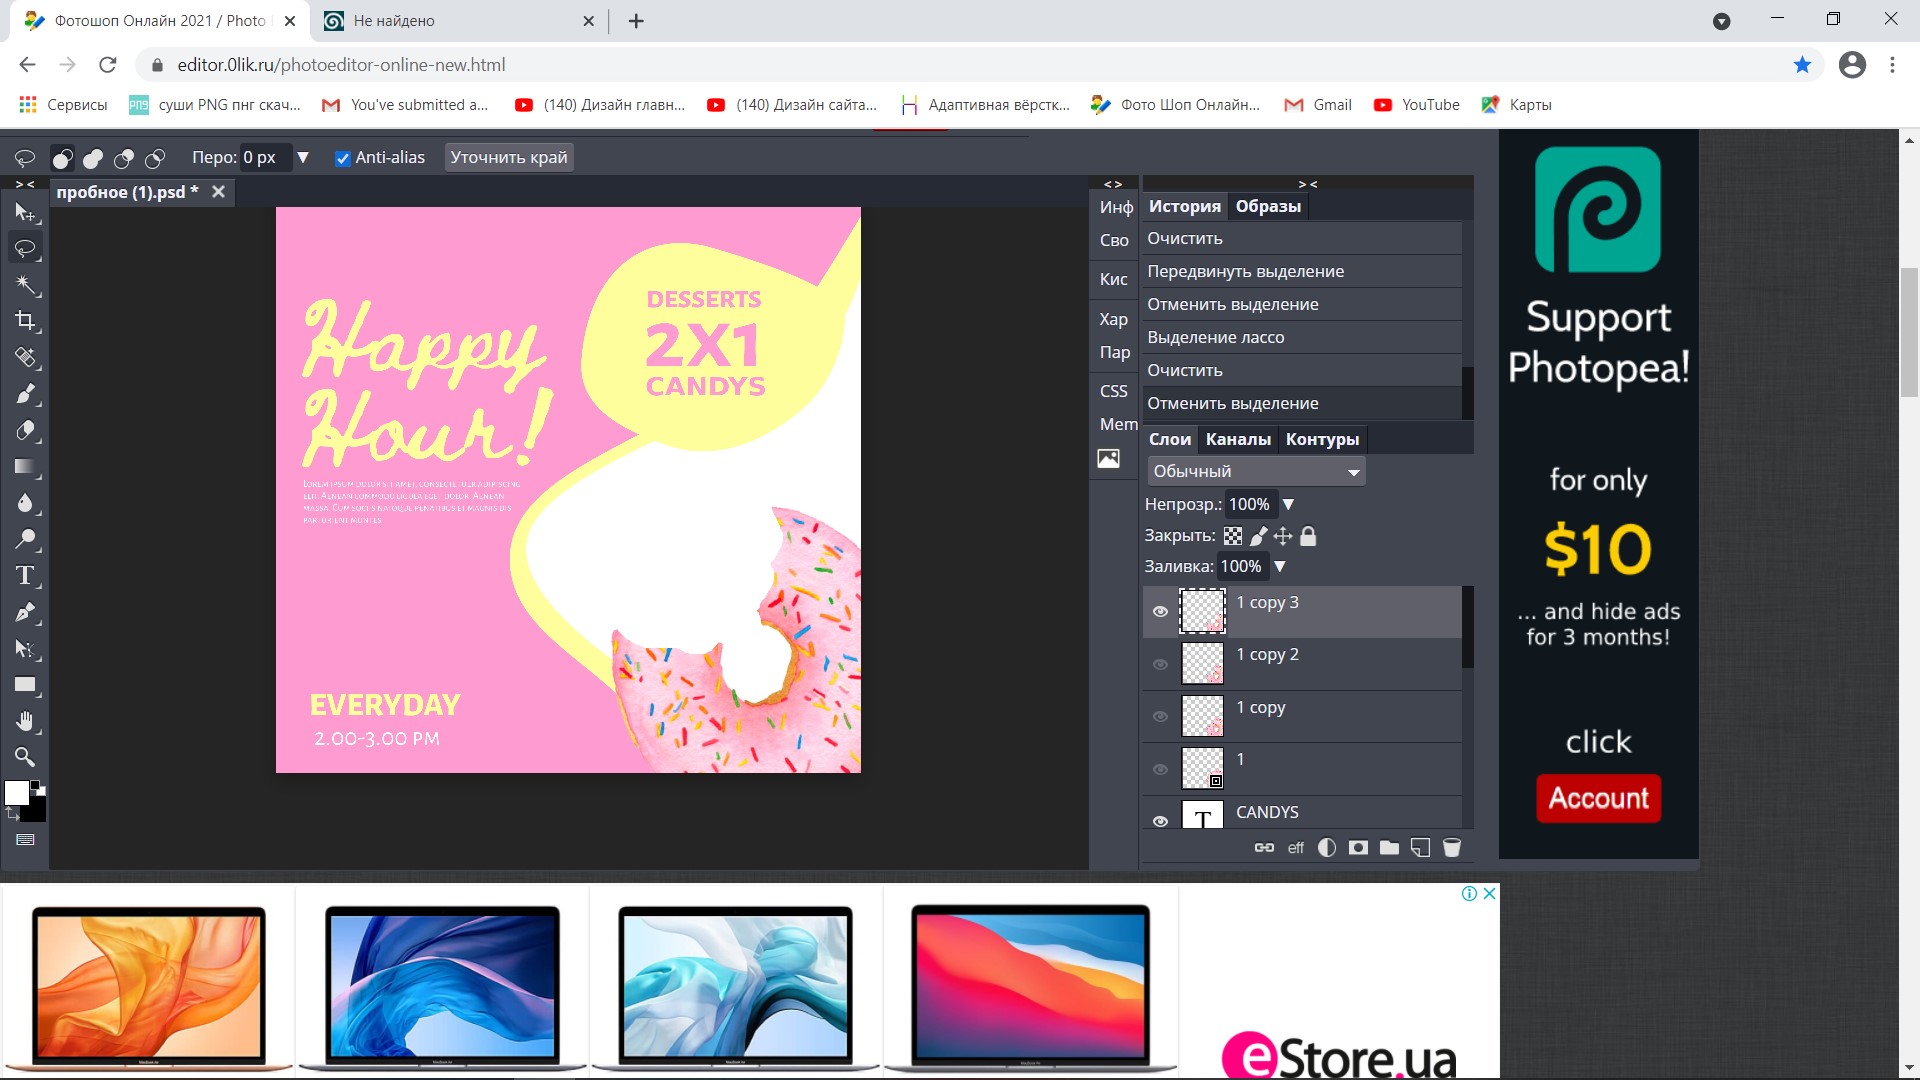 Фотошоп Онлайн 2021 / Photo
Не найдено
editor.0lik.ru/photoeditor-online-new.html
Сервисы
суши PNG пнг скач...
You've submitted a...
(140) Дизайн главн...
(140) Дизайн сайта...
Адаптивная вёрстк...
Фото Шоп Онлайн...
Gmail
YouTube
Карты
Перо: 0 px
Anti-alias
Уточнить край
пробное (1).psd *
Happy
Hour!
DESSERTS
2X1
CANDYS
Lorem ipsum dolor sit amet, consectetuer adipiscing
elit. Aenean commodo ligula eget dolor. Aenean
massa. Cum sociis natoque penatibus et magnis dis
parturient montes
EVERYDAY
2.00-3.00 PM
Инф
Сво
Кис
Хар
Пар
CSS
Mem
История
Образы
Очистить
Передвинуть выделение
Отменить выделение
Выделение лассо
Очистить
Отменить выделение
Слои
Каналы
Контуры
Обычный
Непрозр.: 100%
Закрыть:
Заливка: 100%
1 copy 3
1 copy 2
1 copy
1
CANDYS
eff
Support
Photopea!
for only
$10
... and hide ads
for 3 months!
click
Account
eStore.ua